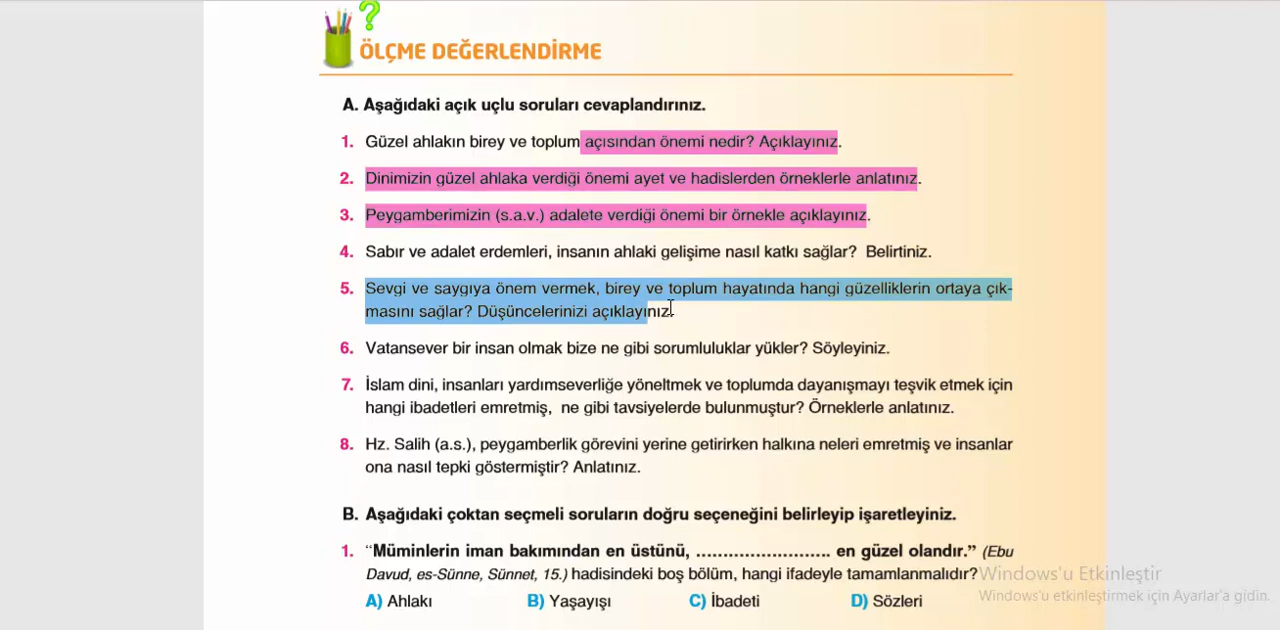 ?
ÖLÇME DEĞERLENDİRME
A. Aşağıdaki açık uçlu soruları cevaplandırınız.
1. Güzel ahlakın birey ve toplum açısından önemi nedir? Açıklayınız.
2. Dinimizin güzel ahlaka verdiği önemi ayet ve hadislerden örneklerle anlatınız.
3. Peygamberimizin (s.a.v.) adalete verdiği önemi bir örnekle açıklayınız.
4. Sabır ve adalet erdemleri, insanın ahlaki gelişime nasıl katkı sağlar? Belirtiniz.
5. Sevgi ve saygıya önem vermek, birey ve toplum hayatında hangi güzelliklerin ortaya çık-
masını sağlar? Düşüncelerinizi açıklayınız.
6. Vatansever bir insan olmak bize ne gibi sorumluluklar yükler? Söyleyiniz.
7. İslam dini, insanları yardımseverliğe yöneltmek ve toplumda dayanışmayı teşvik etmek için
hangi ibadetleri emretmiş, ne gibi tavsiyelerde bulunmuştur? Örneklerle anlatınız.
8. Hz. Salih (a.s.), peygamberlik görevini yerine getirirken halkına neleri emretmiş ve insanlar
ona nasıl tepki göstermiştir? Anlatınız.
B. Aşağıdaki çoktan seçmeli soruların doğru seçeneğini belirleyip işaretleyiniz.
1. “Müminlerin iman bakımından en üstünü, ......................... en güzel olandır.” (Ebu
Davud, es-Sünne, Sünnet, 15.) hadisindeki boş bölüm, hangi ifadeyle tamamlanmalıdır?
A) Ahlakı B) Yaşayışı C) İbadeti D) Sözleri
Windows'u Etkinleştir
Windows'u etkinleştirmek için Ayarlar'a gidin.